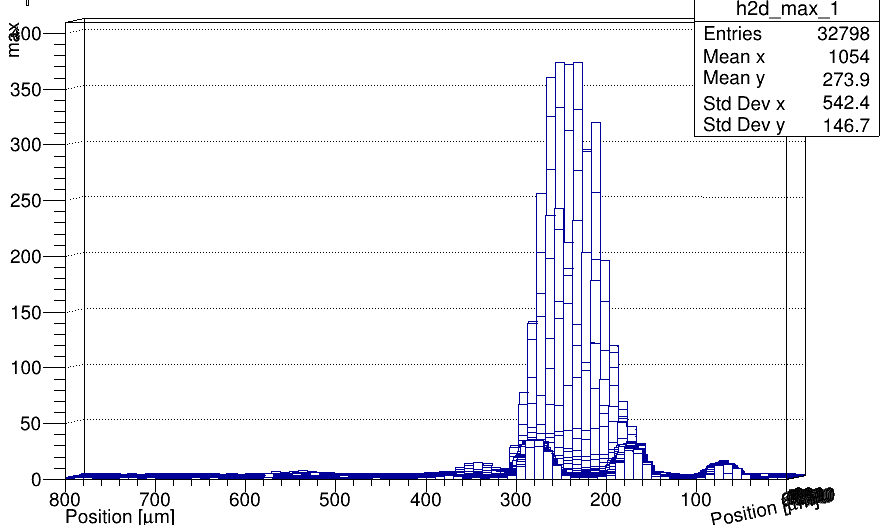 h2d_max_1
Entries 32798
Mean x 1054
Mean y 273.9
Std Dev x 542.4
Std Dev y 146.7
max
400
350
300
250
200
150
100
50
0
800 700 600 500 400 300 200 100
Position [µm]
Position [µm]